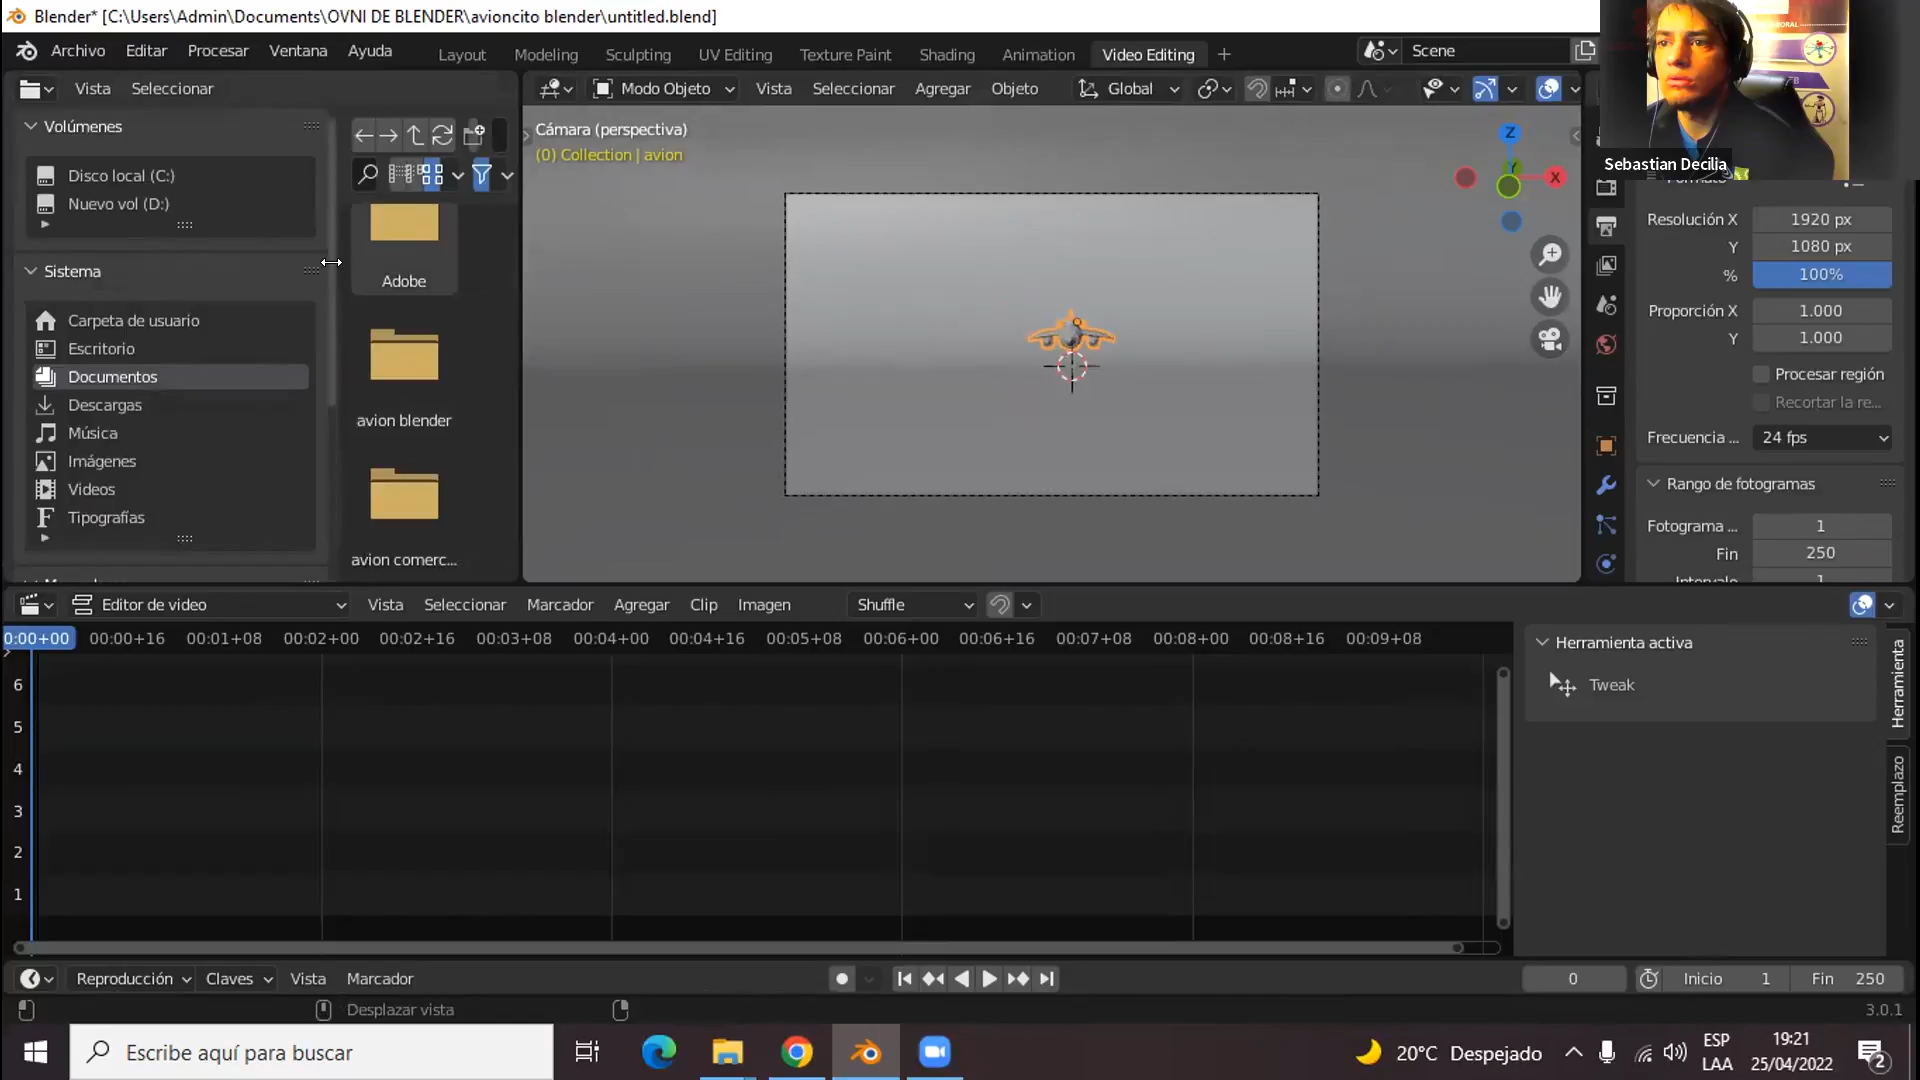 Blender* [C:\Users\Admin\Documents\OVNI DE BLENDER\avioncito blender\untitled.blend]
Archivo Editar Procesar Ventana Ayuda Layout Modeling Sculpting UV Editing Texture Paint Shading Animation Video Editing + Scene
Vista Seleccionar Modo Objeto Vista Seleccionar Agregar Objeto Global
Volúmenes
Disco local (C:)
Nuevo vol (D:)
Sistema
Carpeta de usuario
Escritorio
Documentos
Descargas
Música
Imágenes
Videos
Tipografías
Adobe
avion blender
avion comerc...
Cámara (perspectiva)
(0) Collection | avion
Z
Y
X
Sebastian Decilia
Resolución X 1920 px
Y 1080 px
% 100%
Proporción X 1.000
Y 1.000
Procesar región
Recortar la re...
Frecuencia ... 24 fps
Rango de fotogramas
Fotograma ... 1
Fin 250
Intervalo 1
Editor de video Vista Seleccionar Marcador Agregar Clip Imagen Shuffle
0:00+00 00:00+16 00:01+08 00:02+00 00:02+16 00:03+08 00:04+00 00:04+16 00:05+08 00:06+00 00:06+16 00:07+08 00:08+00 00:08+16 00:09+08
6
5
4
3
2
1
Herramienta activa
Tweak
Herramienta
Reemplazo
Reproducción Claves Vista Marcador 0 Inicio 1 Fin 250
Desplazar vista 3.0.1
Escribe aquí para buscar 20°C Despejado ESP LAA 19:21 25/04/2022 2